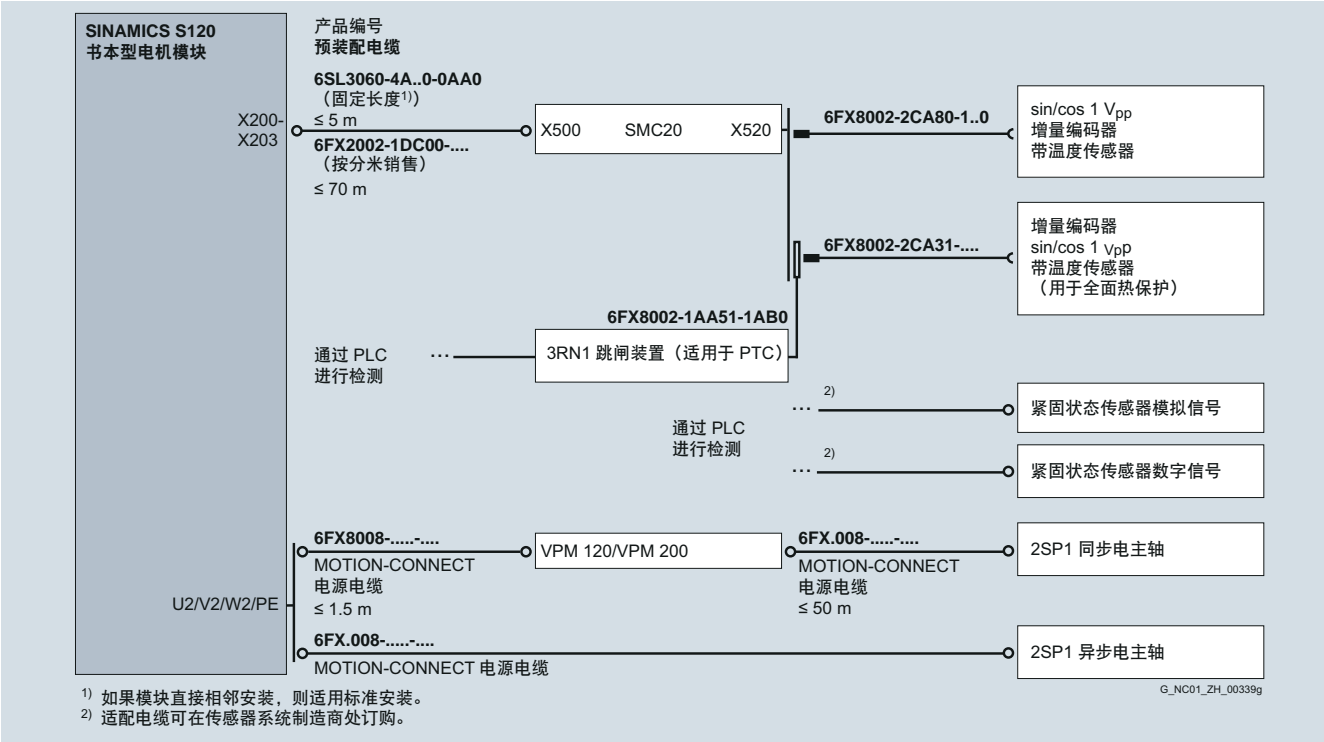 SINAMICS S120
书本型电机模块
产品编号
预装配电缆
6SL3060-4A..0-0AA0
（固定长度1)）
≤ 5 m
X200-
X203
6FX2002-1DC00-....
（按分米销售）
≤ 70 m
X500 SMC20 X520
6FX8002-2CA80-1..0
sin/cos 1 Vpp
增量编码器
带温度传感器
6FX8002-2CA31-....
增量编码器
sin/cos 1 Vpp
带温度传感器
（用于全面热保护）
6FX8002-1AA51-1AB0
通过 PLC
进行检测
...
3RN1 跳闸装置（适用于 PTC）
通过 PLC
进行检测
... 2)
紧固状态传感器模拟信号
... 2)
紧固状态传感器数字信号
U2/V2/W2/PE
6FX8008-.....-....
MOTION-CONNECT
电源电缆
≤ 1.5 m
VPM 120/VPM 200
6FX.008-.....-....
MOTION-CONNECT
电源电缆
≤ 50 m
2SP1 同步电主轴
6FX.008-.....-....
MOTION-CONNECT 电源电缆
2SP1 异步电主轴
1) 如果模块直接相邻安装，则适用标准安装。
2) 适配电缆可在传感器系统制造商处订购。
G_NC01_ZH_00339g